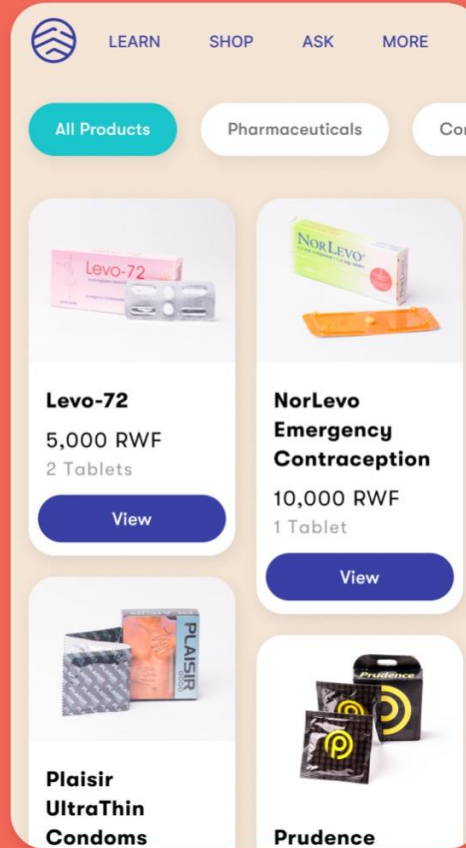 LEARN SHOP ASK MORE
All Products Pharmaceuticals Con
Levo-72
NORLEVO
Levo-72
5,000 RWF
2 Tablets
View
NorLevo
Emergency
Contraception
10,000 RWF
1 Tablet
View
PLAISIR
Plaisir
UltraThin
Condoms
Prudence
Prudence